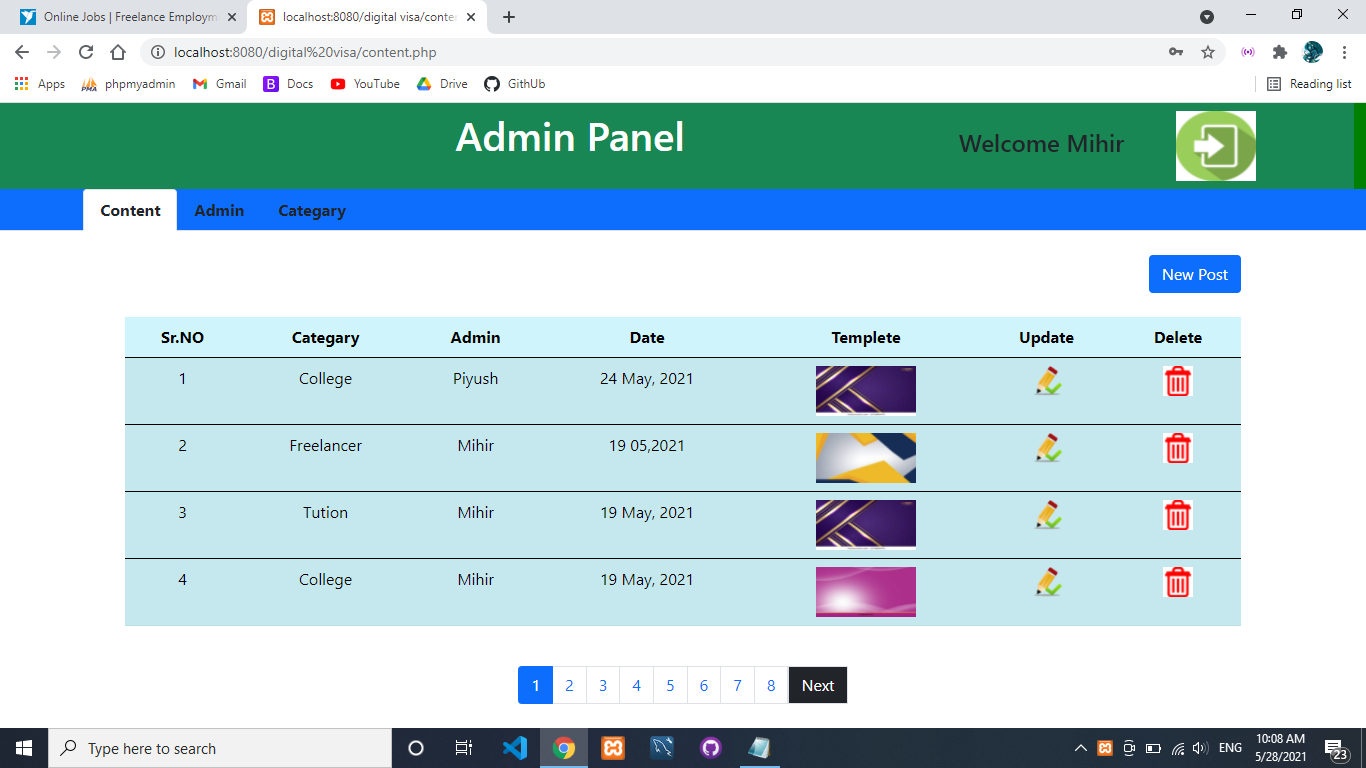 Online Jobs | Freelance Employm
localhost:8080/digital visa/conter
localhost:8080/digital%20visa/content.php
Apps phpmyadmin Gmail Docs YouTube Drive GitHUb Reading list
Admin Panel
Welcome Mihir
Content Admin Categary
New Post
Sr.NO Categary Admin Date Templete Update Delete
1 College Piyush 24 May, 2021
2 Freelancer Mihir 19 05,2021
3 Tution Mihir 19 May, 2021
4 College Mihir 19 May, 2021
1 2 3 4 5 6 7 8 Next
Type here to search
ENG
10:08 AM
5/28/2021
23